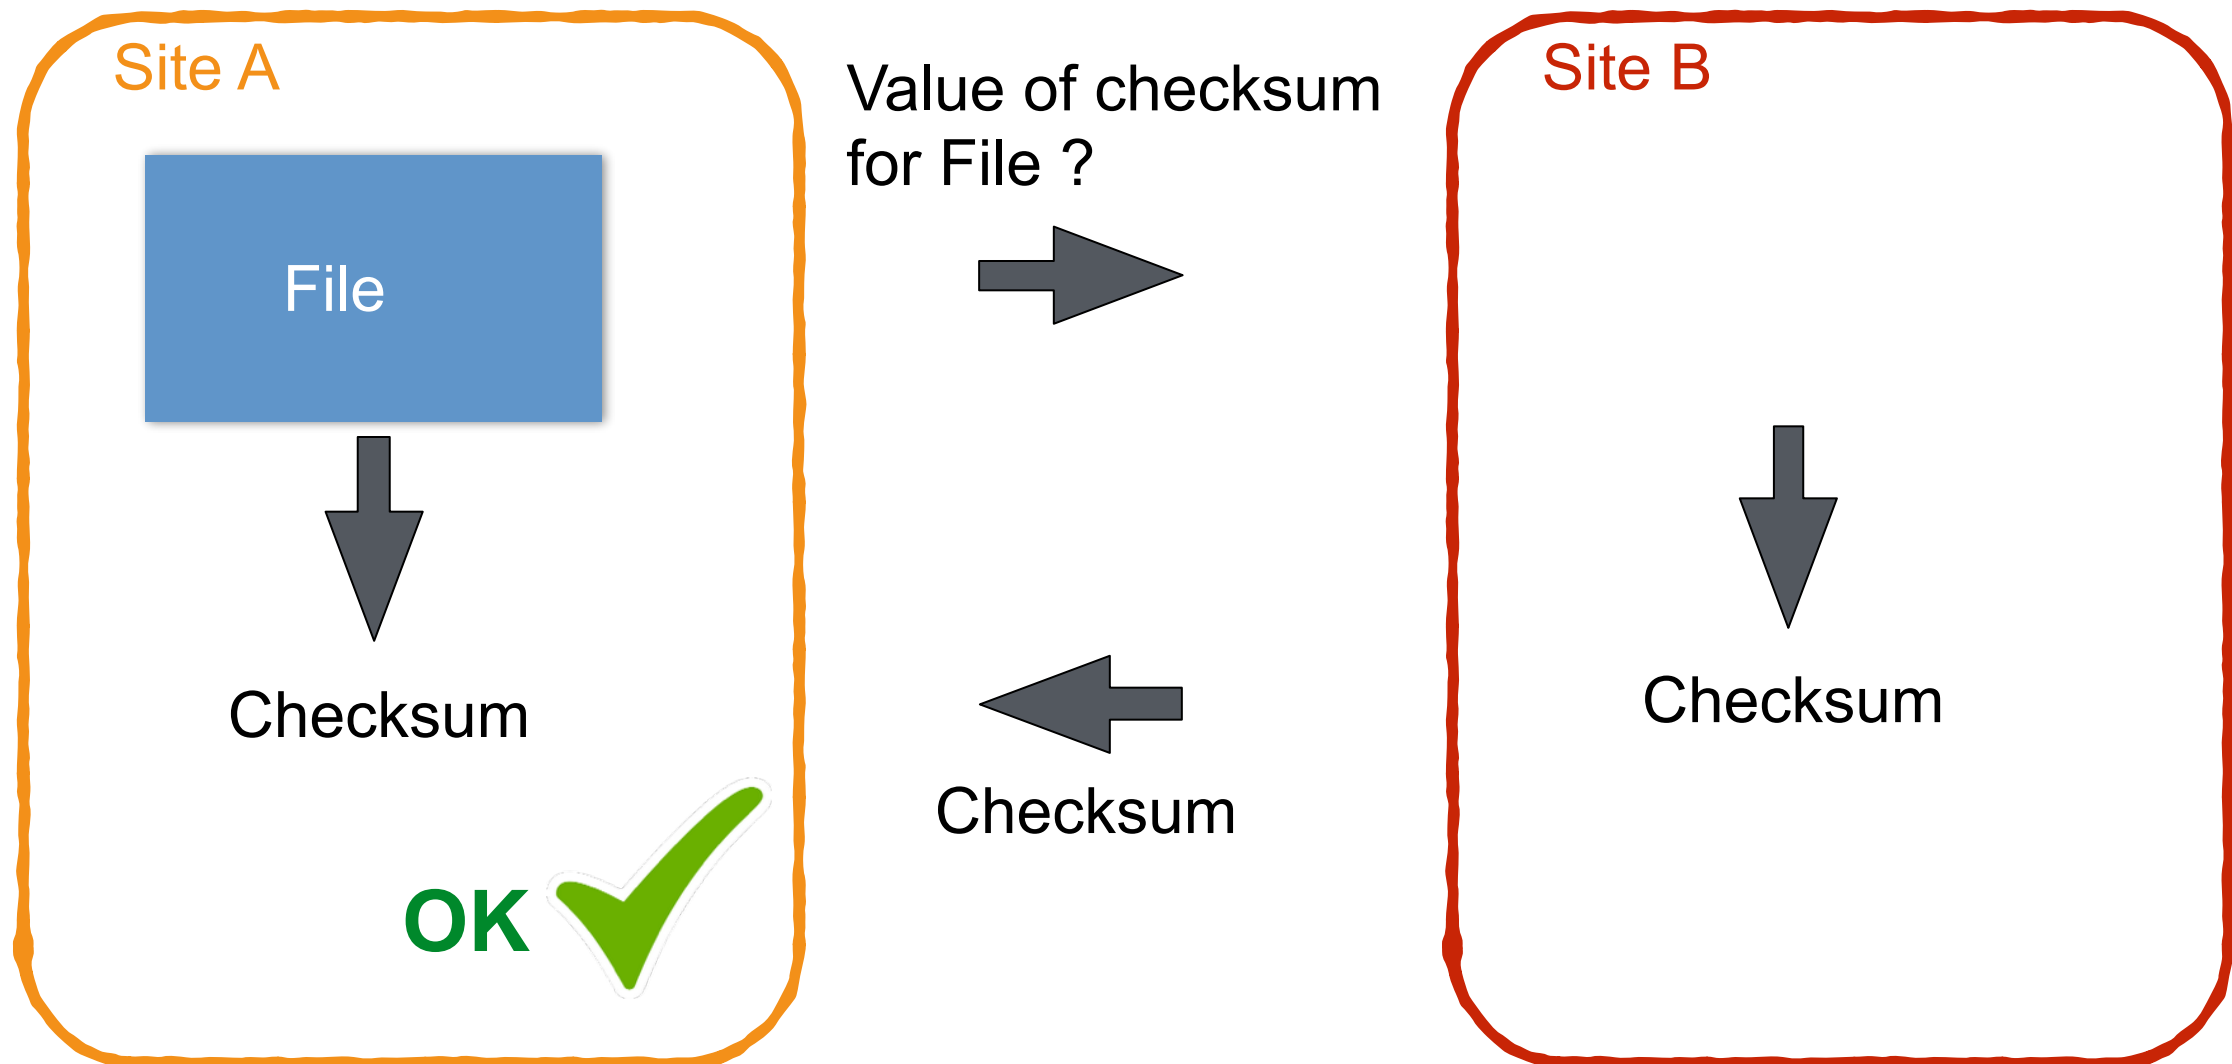 Site A
File
Checksum
OK
Value of checksum
for File ?
Checksum
Site B
Checksum